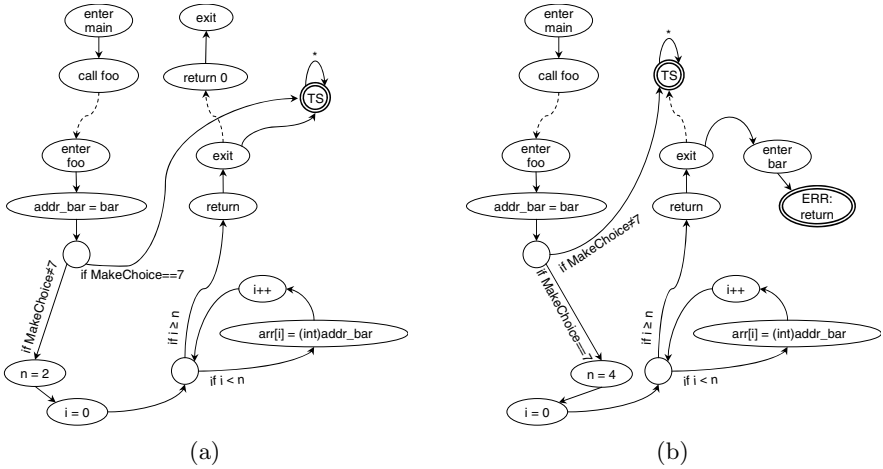 enter
main
call foo
enter
foo
addr_bar = bar
if MakeChoice≠7
if MakeChoice==7
n = 2
i = 0
exit
return 0
*
TS
exit
return
if i ≥ n
i++
arr[i] = (int)addr_bar
if i < n
(a)
enter
main
call foo
enter
foo
addr_bar = bar
if MakeChoice≠7
if MakeChoice==7
n = 4
i = 0
*
TS
exit
enter
bar
ERR:
return
return
if i ≥ n
i++
arr[i] = (int)addr_bar
if i < n
(b)